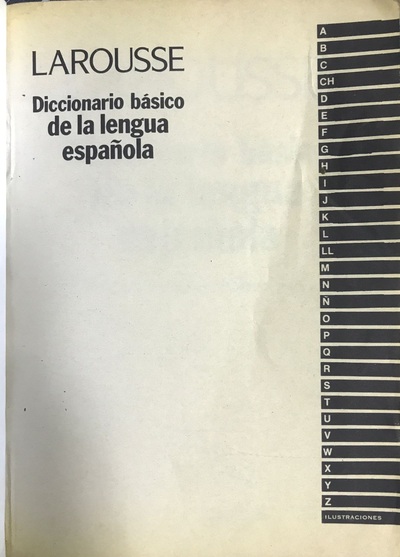 LAROUSSE
Diccionario básico
de la lengua
española
A
B
C
CH
D
E
F
G
H
I
J
K
L
LL
M
N
Ñ
O
P
Q
R
S
T
U
V
W
X
Y
Z
ILUSTRACIONES